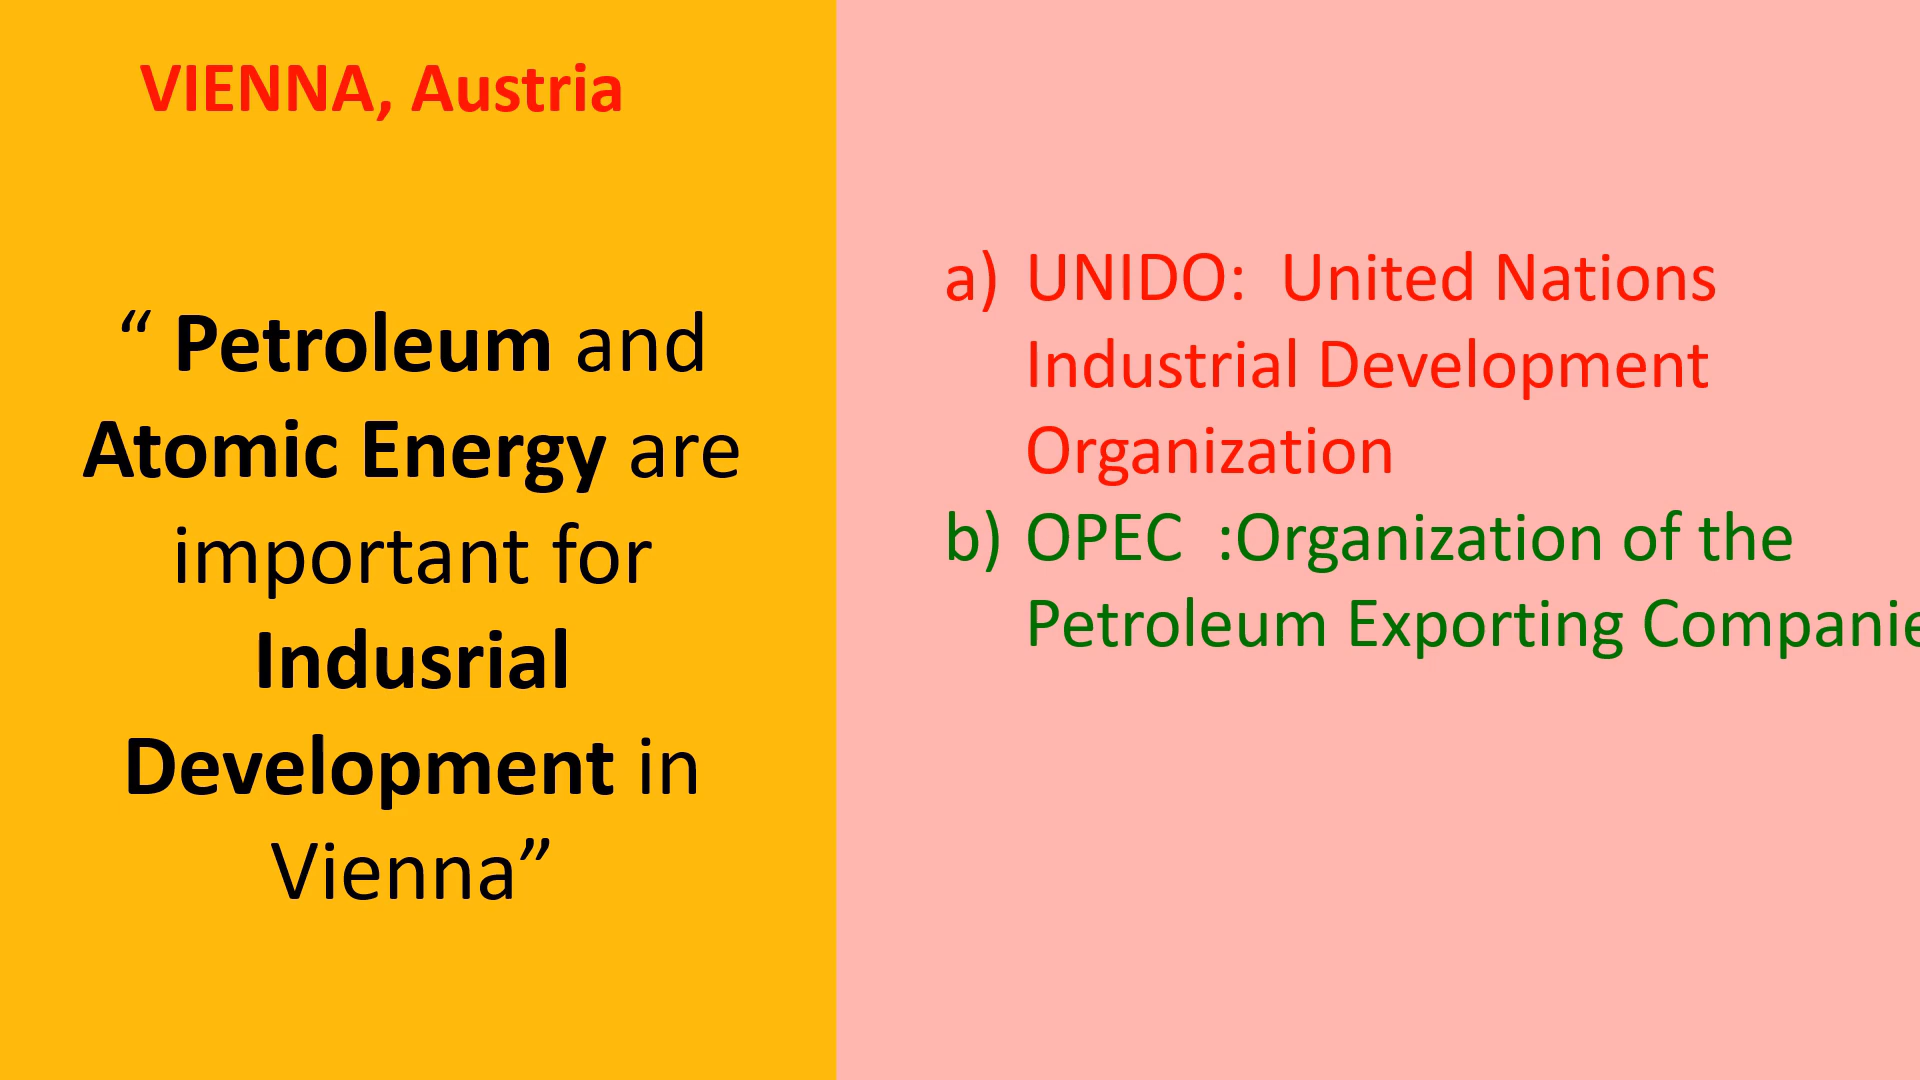 VIENNA, Austria
“ Petroleum and
Atomic Energy are
important for
Indusrial
Development in
Vienna”
a) UNIDO:  United Nations
Industrial Development
Organization
b) OPEC  :Organization of the
Petroleum Exporting Companie